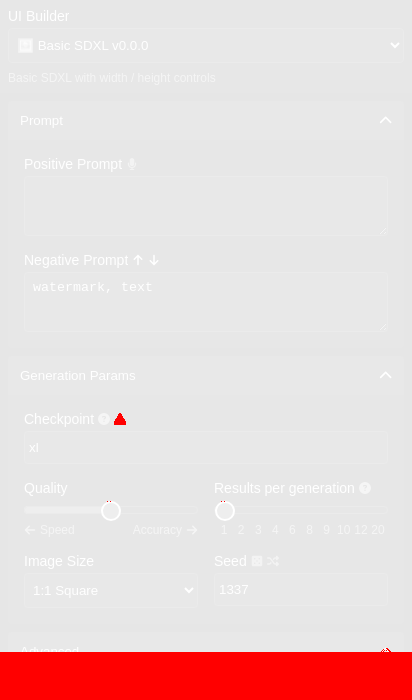 UI Builder
Basic SDXL v0.0.0
Basic SDXL with width / height controls
Prompt
Positive Prompt
Negative Prompt
watermark, text
Generation Params
Checkpoint
xl
Quality Results per generation
Speed Accuracy 1 2 3 4 6 8 9 10 12 20
Image Size Seed
1:1 Square 1337
Advanced